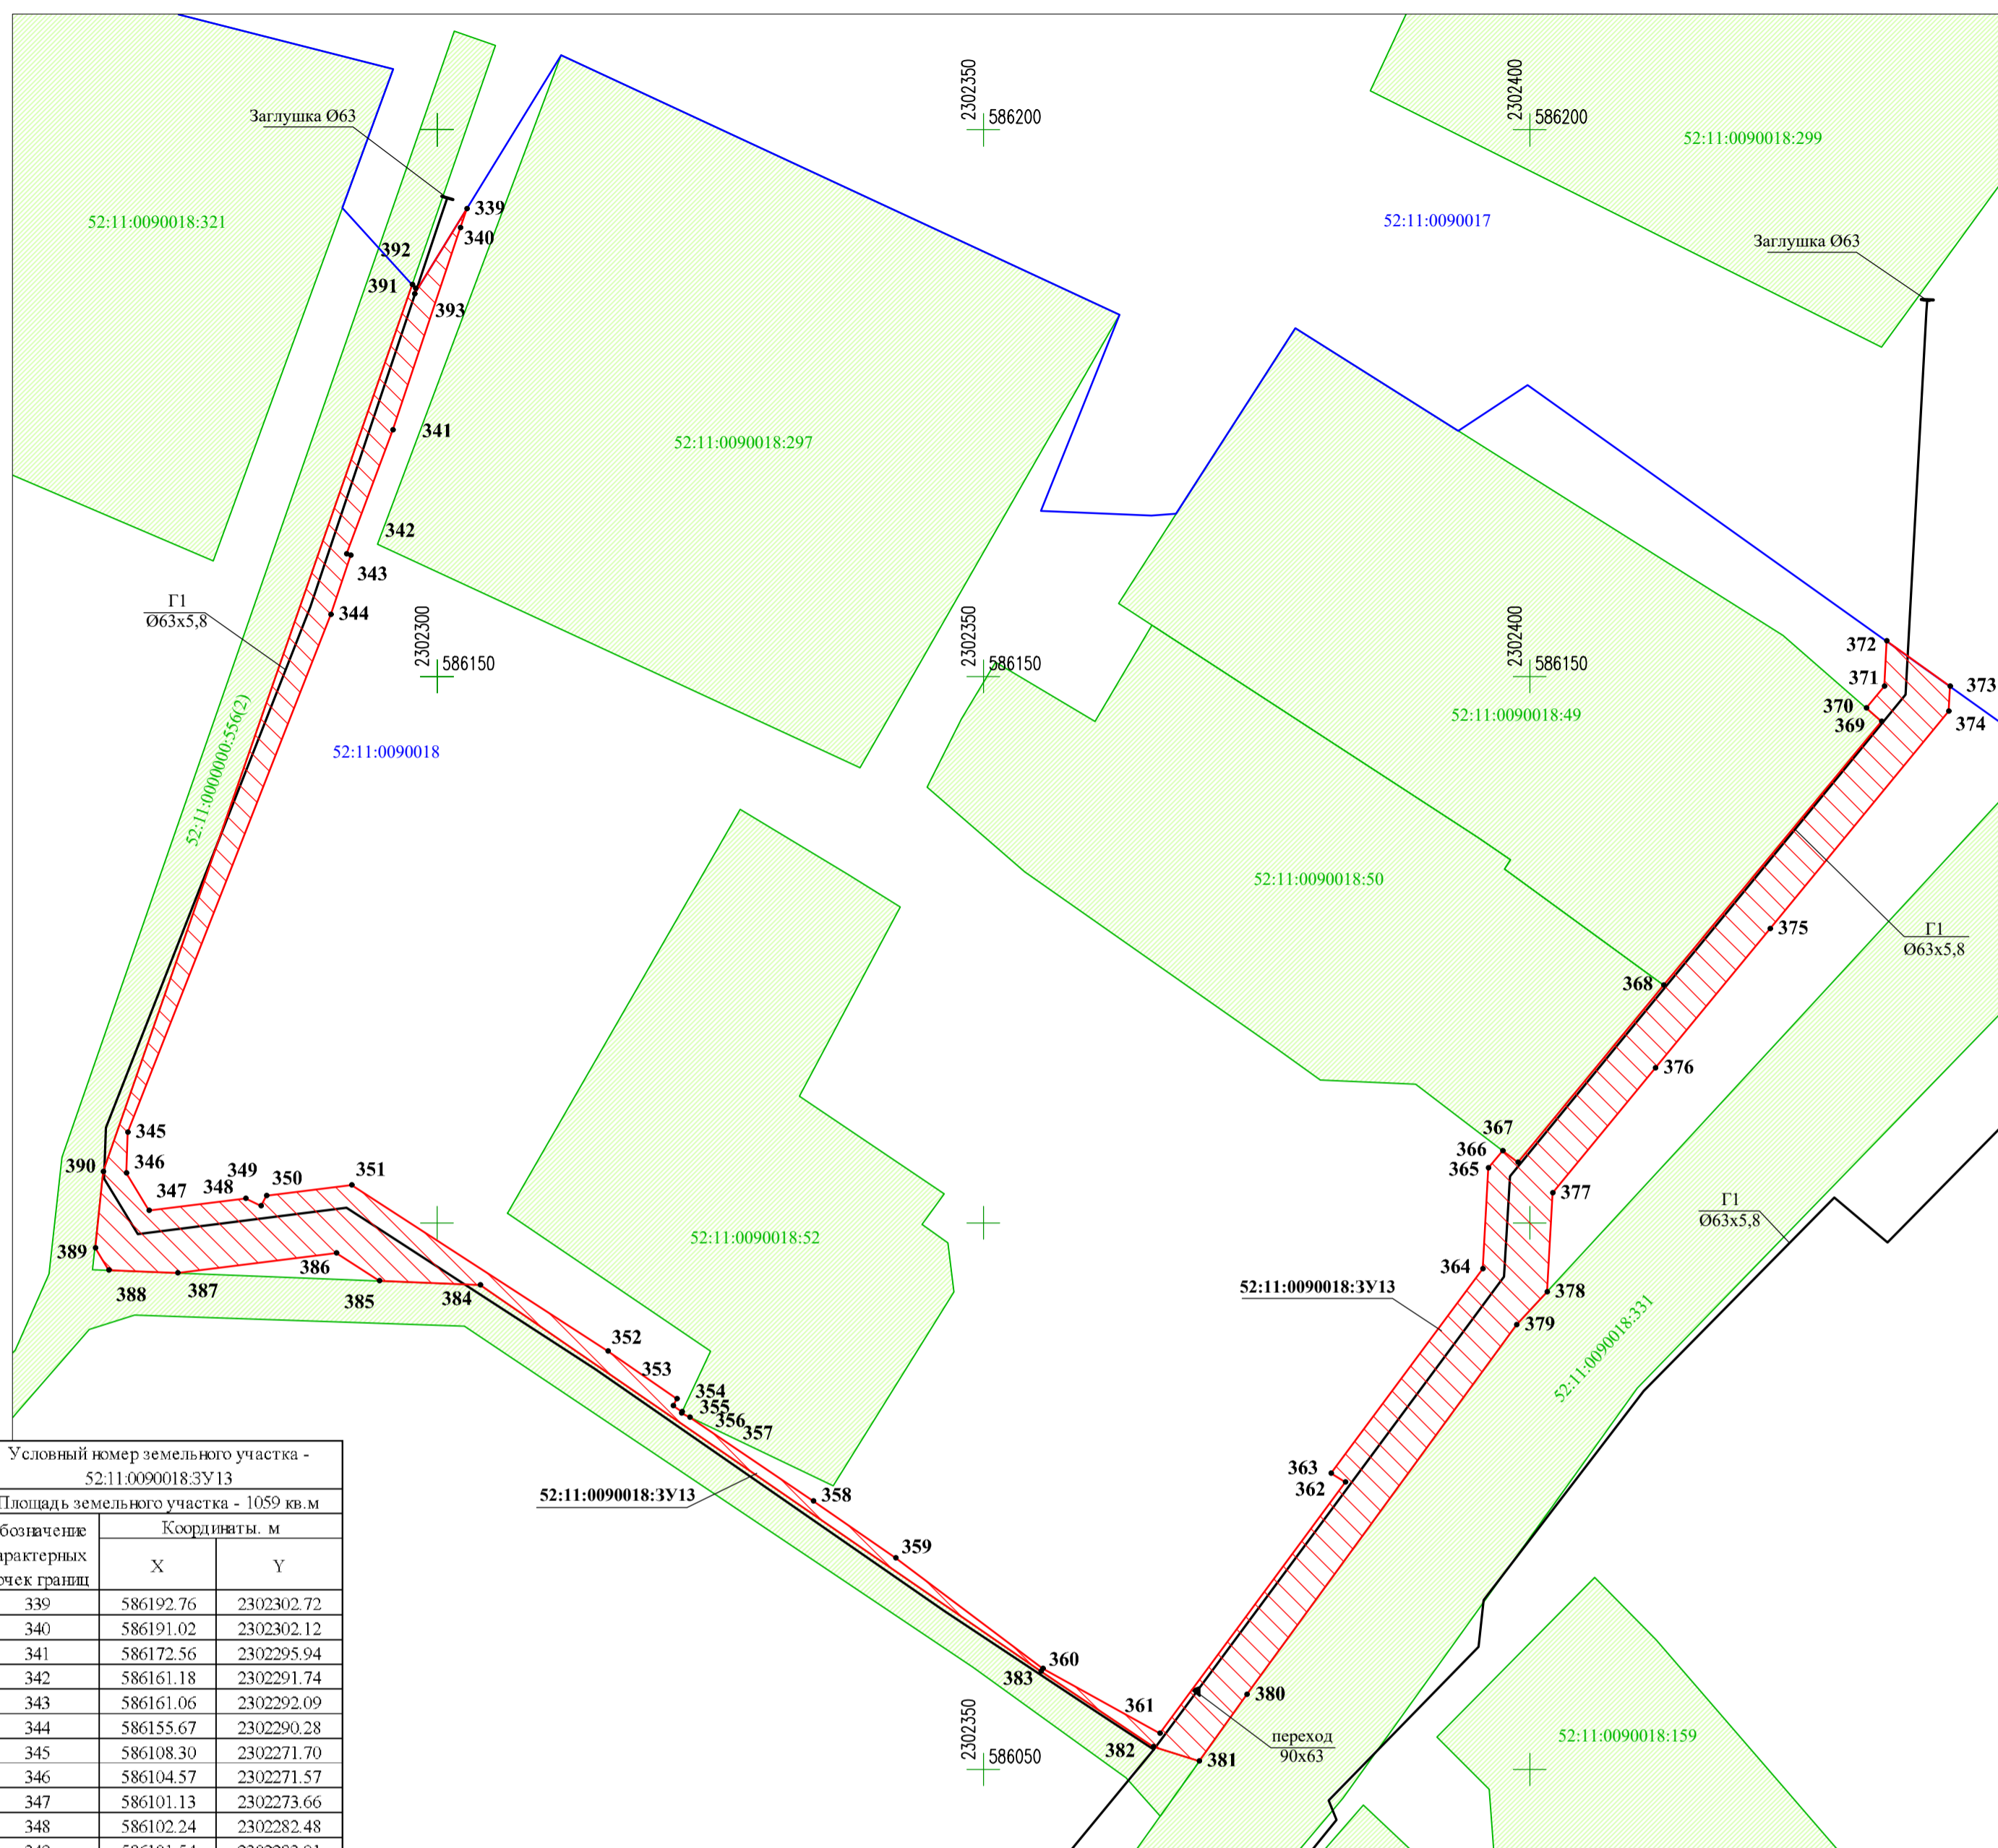 2302350
586200
2302400
586200
Заглушка Ø63
52:11:0090018:299
52:11:0090018:321
339
52:11:0090017
340
392
Заглушка Ø63
391
393
341
52:11:0090018:297
342
343
Г1
Ø63х5,8
344
2302300
586150
2302350
586150
2302400
586150
372
371
373
370
369
374
52:11:0090018:49
52:11:0000000:556(2)
52:11:0090018
52:11:0090018:50
375
Г1
Ø63х5,8
368
376
367
366
365
345
390
346
349
350
351
348
347
377
Г1
Ø63х5,8
52:11:0090018:52
389
386
364
388
387
385
384
52:11:0090018:ЗУ13
378
379
52:11:0090018:331
352
353
354
355
356
357
363
362
52:11:0090018:ЗУ13
358
359
360
383
380
361
2302350
586050
382
381
переход
90х63
52:11:0090018:159
Условный номер земельного участка -
52:11:0090018:ЗУ13
Площадь земельного участка - 1059 кв.м
бозначение
Координаты. м
арактерных
X
Y
очек границ
339 586192.76 2302302.72
340 586191.02 2302302.12
341 586172.56 2302295.94
342 586161.18 2302291.74
343 586161.06 2302292.09
344 586155.67 2302290.28
345 586108.30 2302271.70
346 586104.57 2302271.57
347 586101.13 2302273.66
348 586102.24 2302282.48